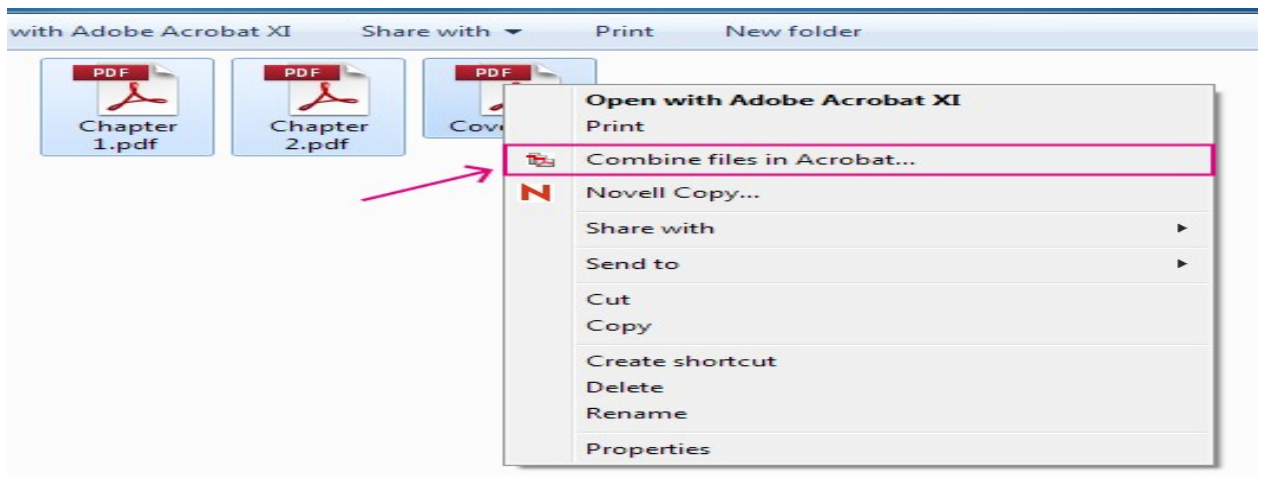 with Adobe Acrobat XI Share with Print New folder
PDF PDF PDF
Chapter
1.pdf
Chapter
2.pdf
Open with Adobe Acrobat XI
Print
Combine files in Acrobat...
N Novell Copy...
Share with
Send to
Cut
Copy
Create shortcut
Delete
Rename
Properties